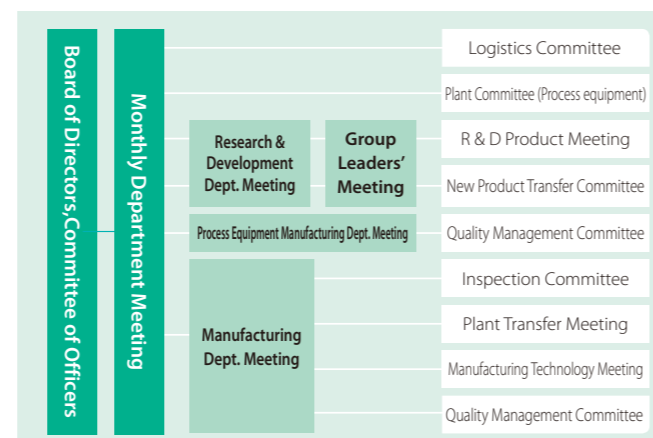 Board of Directors,Committee of Officers
Monthly Department Meeting
Research &
Development
Dept. Meeting
Group
Leaders’
Meeting
Process Equipment Manufacturing Dept. Meeting
Manufacturing
Dept. Meeting
Logistics Committee
Plant Committee (Process equipment)
R & D Product Meeting
New Product Transfer Committee
Quality Management Committee
Inspection Committee
Plant Transfer Meeting
Manufacturing Technology Meeting
Quality Management Committee